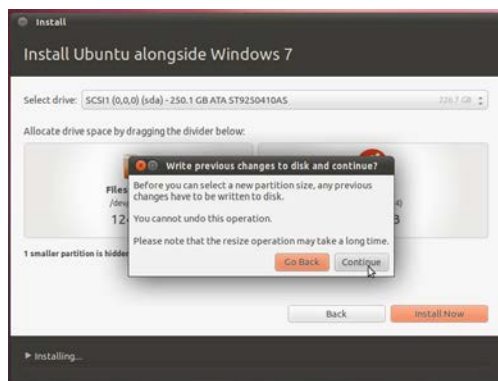 Install
Install Ubuntu alongside Windows 7
Select drive: SCSI1 (0,0,0) (sda) - 250.1 GB ATA ST9250410AS
Allocate drive space by dragging the divider below:
Write previous changes to disk and continue?
Before you can select a new partition size, any previous
changes have to be written to disk.
You cannot undo this operation.
Please note that the resize operation may take a long time.
Go Back Continue
Files
1 smaller partition is hidden
Back Install Now
Installing...